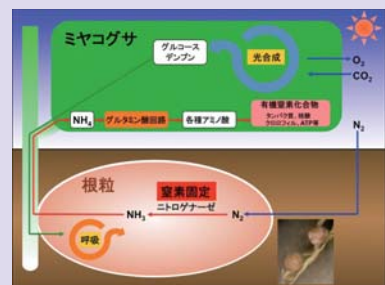 ミヤコグサ
グルコース
デンプン
光合成
O₂
CO₂
NH₄
グルタミン酸回路
各種アミノ酸
有機窒素化合物
タンパク質、核酸
クロロフィル、ATP等
N₂
根粒
窒素固定
ニトロゲナーゼ
NH₃
N₂
呼吸